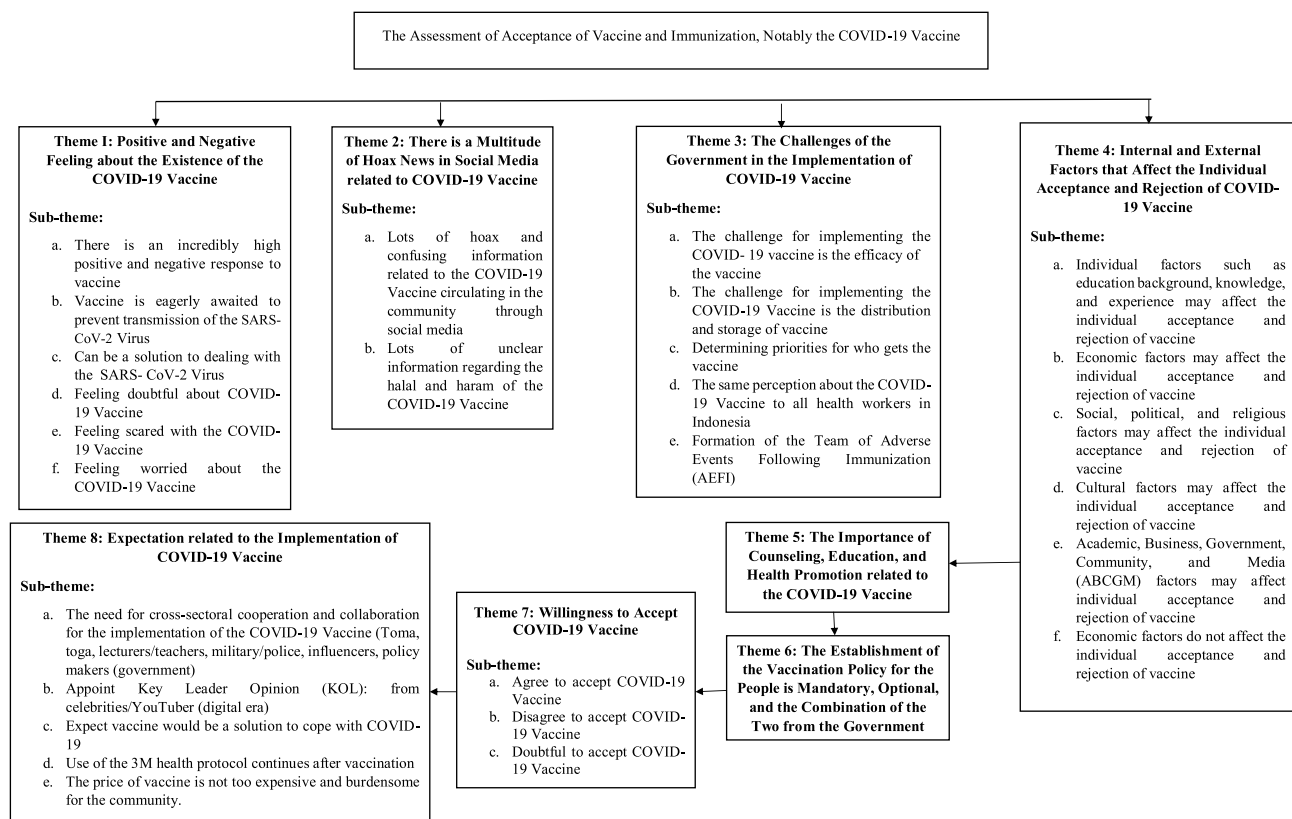 The Assessment of Acceptance of Vaccine and Immunization, Notably the COVID-19 Vaccine
Theme I: Positive and Negative
Feeling about the Existence of the
COVID-19 Vaccine
Sub-theme:
a. There is an incredibly high
positive and negative response to
vaccine
b. Vaccine is eagerly awaited to
prevent transmission of the SARS-
CoV-2 Virus
c. Can be a solution to dealing with
the SARS- CoV-2 Virus
d. Feeling doubtful about COVID-
19 Vaccine
e. Feeling scared with the COVID-
19 Vaccine
f. Feeling worried about the
COVID-19 Vaccine
Theme 2: There is a Multitude
of Hoax News in Social Media
related to COVID-19 Vaccine
Sub-theme:
a. Lots of hoax and
confusing information
related to the COVID-19
Vaccine circulating in the
community through
social media
b. Lots of unclear
information regarding the
halal and haram of the
COVID-19 Vaccine
Theme 3: The Challenges of the
Government in the Implementation of
COVID-19 Vaccine
Sub-theme:
a. The challenge for implementing the
COVID- 19 vaccine is the efficacy of
the vaccine
b. The challenge for implementing the
COVID-19 Vaccine is the distribution
and storage of vaccine
c. Determining priorities for who gets the
vaccine
d. The same perception about the COVID-
19 Vaccine to all health workers in
Indonesia
e. Formation of the Team of Adverse
Events Following Immunization
(AEFI)
Theme 4: Internal and External
Factors that Affect the Individual
Acceptance and Rejection of COVID-
19 Vaccine
Sub-theme:
a. Individual factors such as
education background, knowledge,
and experience may affect the
individual acceptance and
rejection of vaccine
b. Economic factors may affect the
individual acceptance and
rejection of vaccine
c. Social, political, and religious
factors may affect the individual
acceptance and rejection of
vaccine
d. Cultural factors may affect the
individual acceptance and
rejection of vaccine
e. Academic, Business, Government,
Community, and Media
(ABCGM) factors may affect
individual acceptance and
rejection of vaccine
f. Economic factors do not affect the
individual acceptance and
rejection of vaccine
Theme 5: The Importance of
Counseling, Education, and
Health Promotion related to
the COVID-19 Vaccine
Theme 6: The Establishment of
the Vaccination Policy for the
People is Mandatory, Optional,
and the Combination of the
Two from the Government
Theme 7: Willingness to Accept
COVID-19 Vaccine
Sub-theme:
a. Agree to accept COVID-19
Vaccine
b. Disagree to accept COVID-
19 Vaccine
c. Doubtful to accept COVID-
19 Vaccine
Theme 8: Expectation related to the Implementation of
COVID-19 Vaccine
Sub-theme:
a. The need for cross-sectoral cooperation and collaboration
for the implementation of the COVID-19 Vaccine (Toma,
toga, lecturers/teachers, military/police, influencers, policy
makers (government)
b. Appoint Key Leader Opinion (KOL): from
celebrities/YouTuber (digital era)
c. Expect vaccine would be a solution to cope with COVID-
19
d. Use of the 3M health protocol continues after vaccination
e. The price of vaccine is not too expensive and burdensome
for the community.